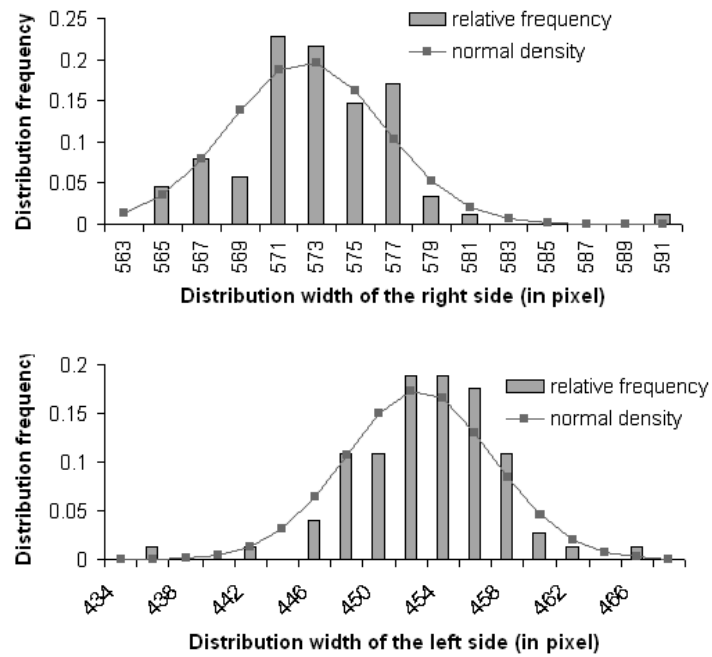 0.25
0.2
0.15
0.1
0.05
0
Distribution frequency
relative frequency
normal density
563 565 567 569 571 573 575 577 579 581 583 585 587 589 591
Distribution width of the right side (in pixel)
0.2
0.15
0.1
0.05
0
Distribution frequency
relative frequency
normal density
434 438 442 446 450 454 458 462 466
Distribution width of the left side (in pixel)